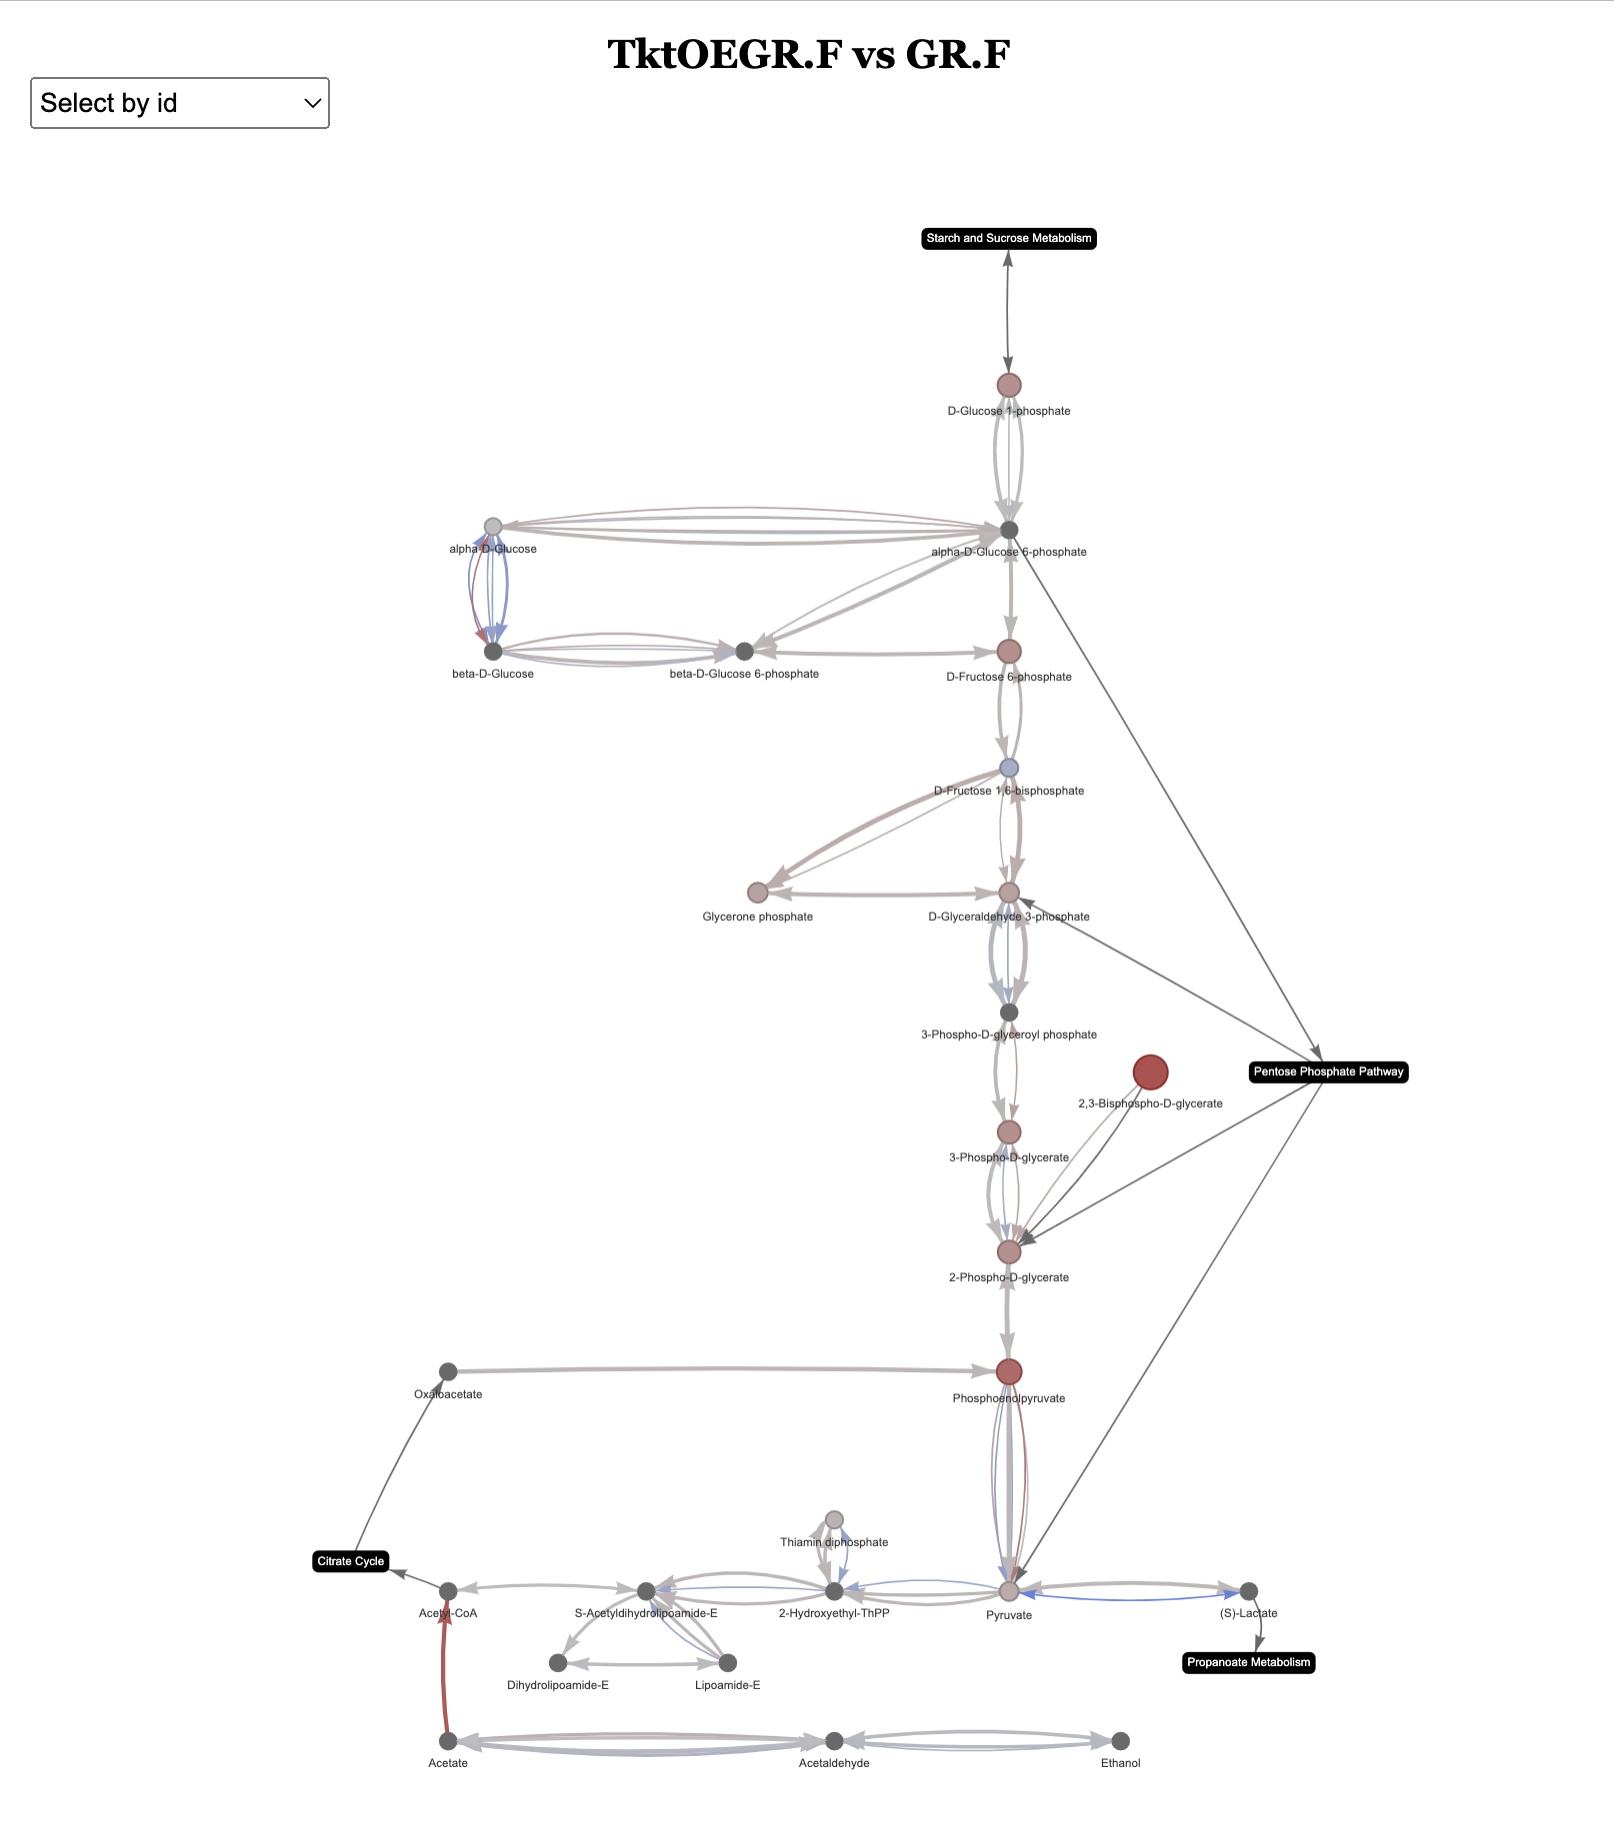 TktOEGR.F vs GR.F
Select by id
Starch and Sucrose Metabolism
D-Glucose 1-phosphate
alpha-D-Glucose
alpha-D-Glucose 6-phosphate
beta-D-Glucose
beta-D-Glucose 6-phosphate
D-Fructose 6-phosphate
D-Fructose 1,6-bisphosphate
Glycerone phosphate
D-Glyceraldehyde 3-phosphate
3-Phospho-D-glyceroyl phosphate
Pentose Phosphate Pathway
2,3-Bisphospho-D-glycerate
3-Phospho-D-glycerate
2-Phospho-D-glycerate
Oxaloacetate
Phosphoenolpyruvate
Thiamin diphosphate
Citrate Cycle
Acetyl-CoA
S-Acetyldihydrolipoamide-E
2-Hydroxyethyl-ThPP
Pyruvate
(S)-Lactate
Propanoate Metabolism
Dihydrolipoamide-E
Lipoamide-E
Acetate
Acetaldehyde
Ethanol